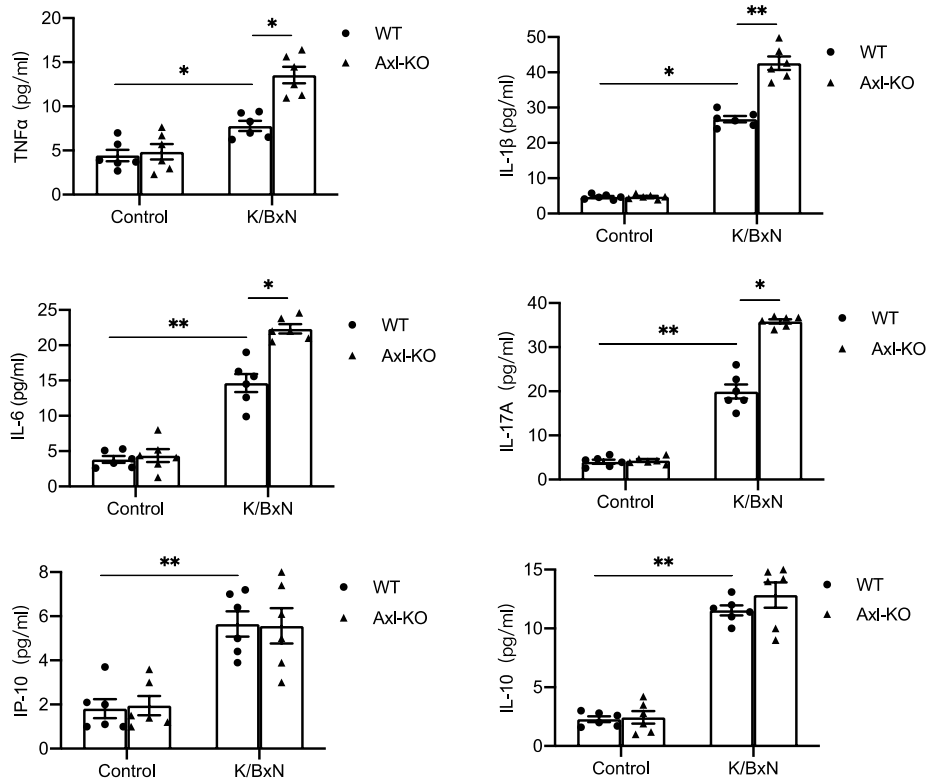 TNFα (pg/ml)
20
15
10
5
0
*
*
Control
K/BxN
WT
Axl-KO
IL-1β (pg/ml)
50
40
30
20
10
0
*
**
Control
K/BxN
WT
Axl-KO
IL-6 (pg/ml)
25
20
15
10
5
0
**
*
Control
K/BxN
WT
Axl-KO
IL-17A (pg/ml)
40
30
20
10
0
**
*
Control
K/BxN
WT
Axl-KO
IP-10 (pg/ml)
8
6
4
2
0
**
Control
K/BxN
WT
Axl-KO
IL-10 (pg/ml)
15
10
5
0
**
Control
K/BxN
WT
Axl-KO